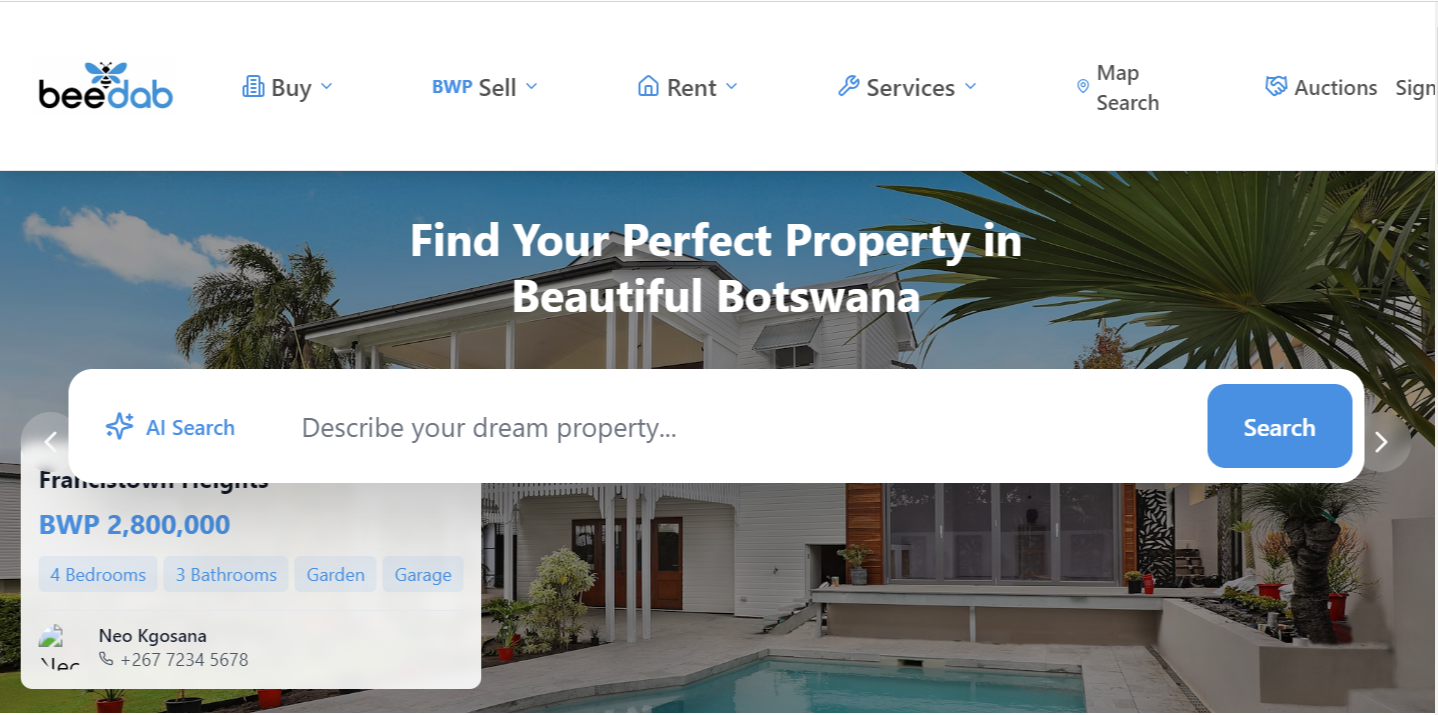 beedab
Buy
BWP Sell
Rent
Services
Map
Search
Auctions
Sign
Find Your Perfect Property in
Beautiful Botswana
AI Search
Describe your dream property...
Search
Francistown Heights
BWP 2,800,000
4 Bedrooms
3 Bathrooms
Garden
Garage
Neo Kgosana
+267 7234 5678
Neo